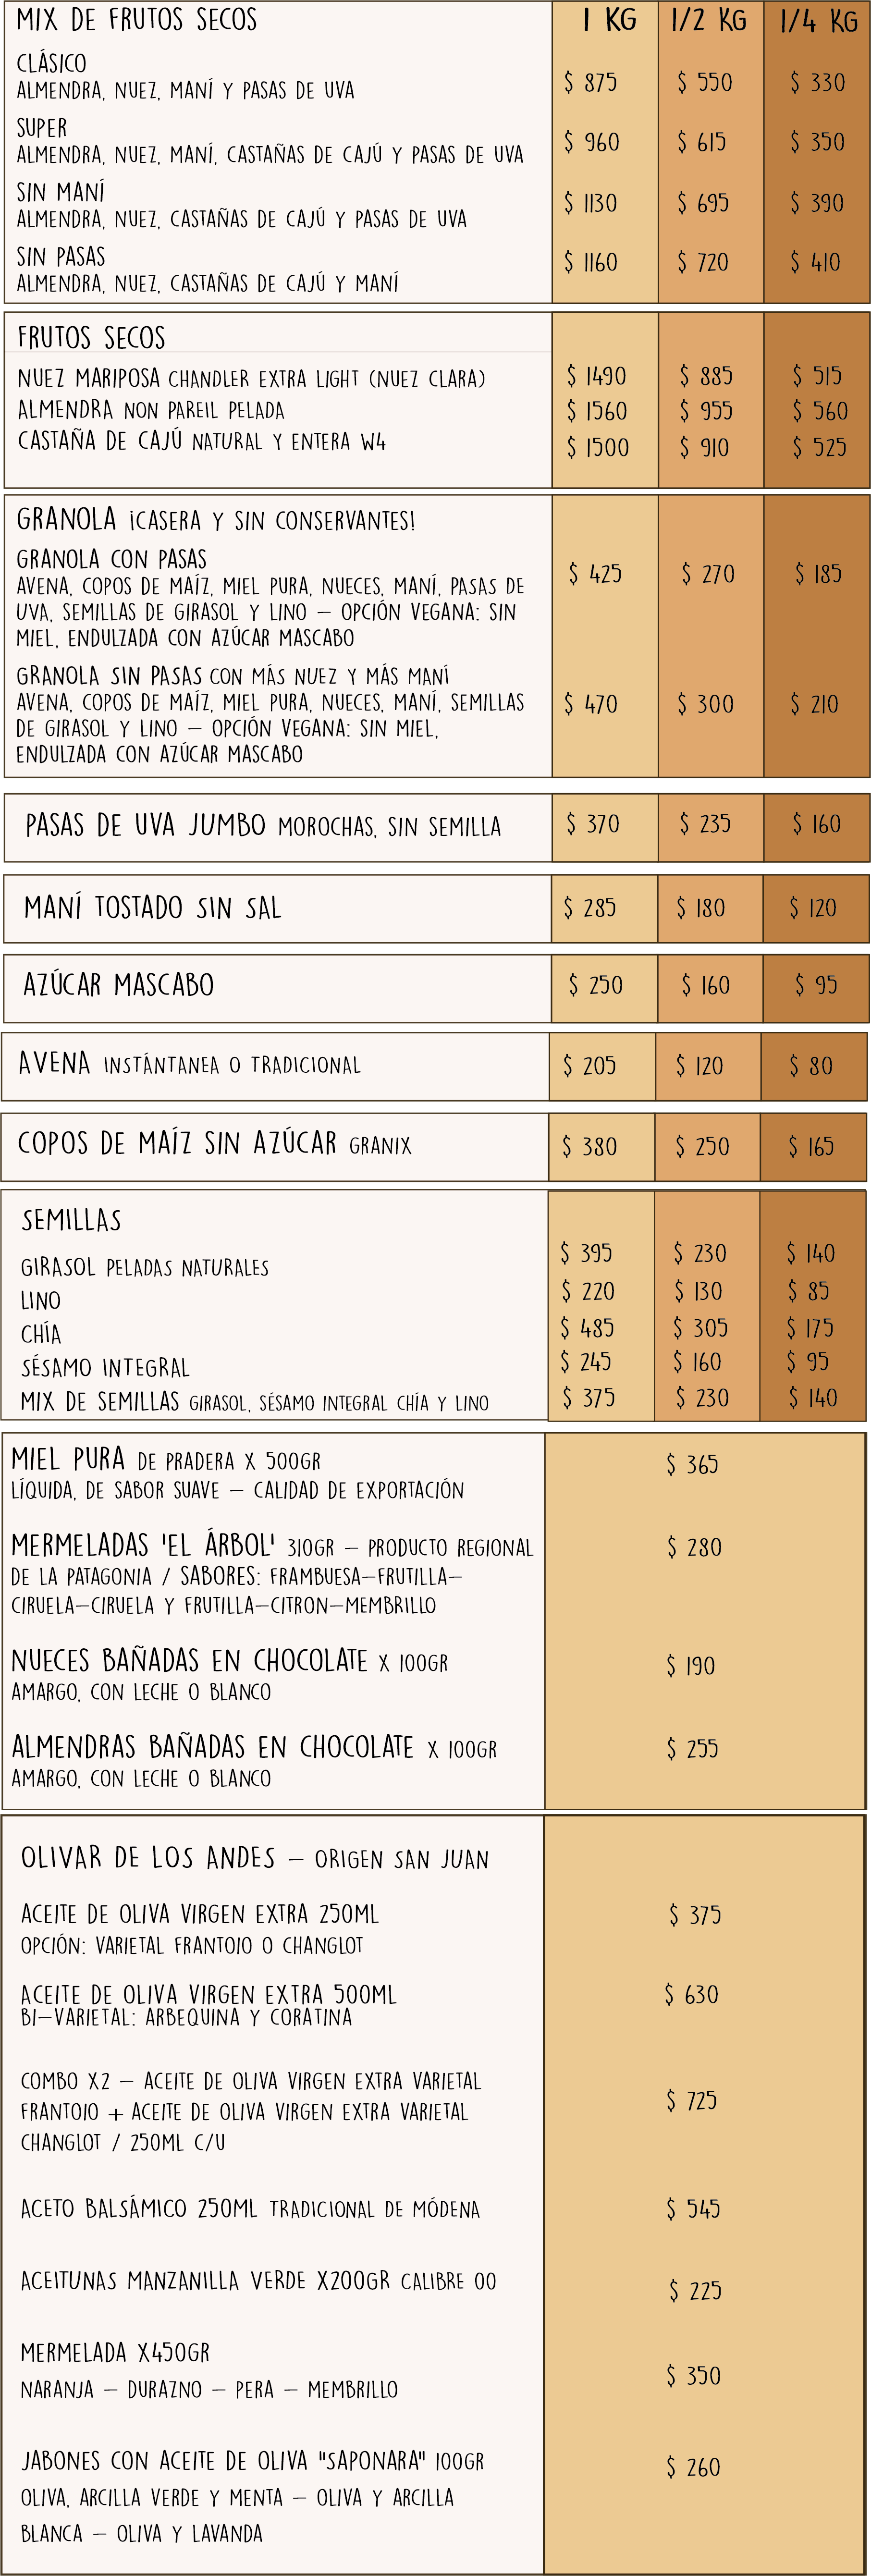 MIX DE FRUTOS SECOS 1 KG 1/2 KG 1/4 KG
CLÁSICO
ALMENDRA, NUEZ, MANÍ Y PASAS DE UVA $ 875 $ 550 $ 330
SUPER
ALMENDRA, NUEZ, MANÍ, CASTAÑAS DE CAJÚ Y PASAS DE UVA $ 960 $ 615 $ 350
SIN MANÍ
ALMENDRA, NUEZ, CASTAÑAS DE CAJÚ Y PASAS DE UVA $ 1130 $ 695 $ 390
SIN PASAS
ALMENDRA, NUEZ, CASTAÑAS DE CAJÚ Y MANÍ $ 1160 $ 720 $ 410
FRUTOS SECOS
NUEZ MARIPOSA CHANDLER EXTRA LIGHT (NUEZ CLARA) $ 1490 $ 885 $ 515
ALMENDRA NON PAREIL PELADA $ 1560 $ 955 $ 560
CASTAÑA DE CAJÚ NATURAL Y ENTERA W4 $ 1500 $ 910 $ 525
GRANOLA ¡CASERA Y SIN CONSERVANTES!
GRANOLA CON PASAS $ 425 $ 270 $ 185
AVENA, COPOS DE MAÍZ, MIEL PURA, NUECES, MANÍ, PASAS DE
UVA, SEMILLAS DE GIRASOL Y LINO – OPCIÓN VEGANA: SIN
MIEL, ENDULZADA CON AZÚCAR MASCABO
GRANOLA SIN PASAS CON MÁS NUEZ Y MÁS MANÍ
AVENA, COPOS DE MAÍZ, MIEL PURA, NUECES, MANÍ, SEMILLAS $ 470 $ 300 $ 210
DE GIRASOL Y LINO – OPCIÓN VEGANA: SIN MIEL,
ENDULZADA CON AZÚCAR MASCABO
PASAS DE UVA JUMBO MOROCHAS, SIN SEMILLA $ 370 $ 235 $ 160
MANÍ TOSTADO SIN SAL $ 285 $ 180 $ 120
AZÚCAR MASCABO $ 250 $ 160 $ 95
AVENA INSTÁNTANEA O TRADICIONAL $ 205 $ 120 $ 80
COPOS DE MAÍZ SIN AZÚCAR GRANIX $ 380 $ 250 $ 165
SEMILLAS
GIRASOL PELADAS NATURALES $ 395 $ 230 $ 140
LINO $ 220 $ 130 $ 85
CHÍA $ 485 $ 305 $ 175
SÉSAMO INTEGRAL $ 245 $ 160 $ 95
MIX DE SEMILLAS GIRASOL, SÉSAMO INTEGRAL CHÍA Y LINO $ 375 $ 230 $ 140
MIEL PURA DE PRADERA X 500GR $ 365
LÍQUIDA, DE SABOR SUAVE – CALIDAD DE EXPORTACIÓN
MERMELADAS 'EL ÁRBOL' 310GR – PRODUCTO REGIONAL $ 280
DE LA PATAGONIA / SABORES: FRAMBUESA–FRUTILLA–
CIRUELA–CIRUELA Y FRUTILLA–CITRON–MEMBRILLO
NUECES BAÑADAS EN CHOCOLATE X 100GR $ 190
AMARGO, CON LECHE O BLANCO
ALMENDRAS BAÑADAS EN CHOCOLATE X 100GR $ 255
AMARGO, CON LECHE O BLANCO
OLIVAR DE LOS ANDES – ORIGEN SAN JUAN
ACEITE DE OLIVA VIRGEN EXTRA 250ML $ 375
OPCIÓN: VARIETAL FRANTOIO O CHANGLOT
ACEITE DE OLIVA VIRGEN EXTRA 500ML $ 630
BI–VARIETAL: ARBEQUINA Y CORATINA
COMBO X2 – ACEITE DE OLIVA VIRGEN EXTRA VARIETAL
FRANTOIO + ACEITE DE OLIVA VIRGEN EXTRA VARIETAL $ 725
CHANGLOT / 250ML C/U
ACETO BALSÁMICO 250ML TRADICIONAL DE MÓDENA $ 545
ACEITUNAS MANZANILLA VERDE X200GR CALIBRE 00 $ 225
MERMELADA X450GR
NARANJA – DURAZNO – PERA – MEMBRILLO $ 350
JABONES CON ACEITE DE OLIVA "SAPONARA" 100GR $ 260
OLIVA, ARCILLA VERDE Y MENTA – OLIVA Y ARCILLA
BLANCA – OLIVA Y LAVANDA